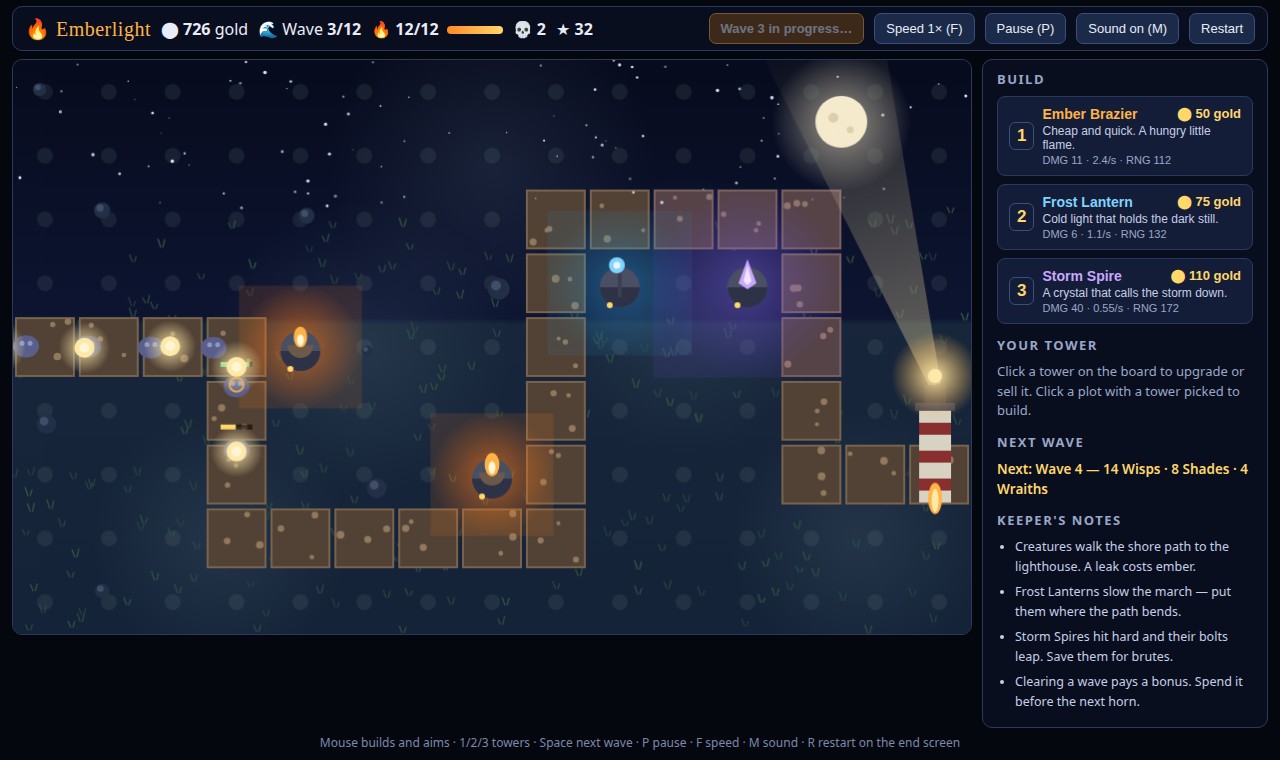 🔥 Emberlight 726 gold 🌊 Wave 3/12 🔥 12/12 💀 2 ★ 32 Wave 3 in progress… Speed 1× (F) Pause (P) Sound on (M) Restart
BUILD
1 Ember Brazier 50 gold
Cheap and quick. A hungry little
flame.
DMG 11 · 2.4/s · RNG 112
2 Frost Lantern 75 gold
Cold light that holds the dark still.
DMG 6 · 1.1/s · RNG 132
3 Storm Spire 110 gold
A crystal that calls the storm down.
DMG 40 · 0.55/s · RNG 172
YOUR TOWER
Click a tower on the board to upgrade or
sell it. Click a plot with a tower picked to
build.
NEXT WAVE
Next: Wave 4 — 14 Wisps · 8 Shades · 4
Wraiths
KEEPER'S NOTES
• Creatures walk the shore path to the
lighthouse. A leak costs ember.
• Frost Lanterns slow the march — put
them where the path bends.
• Storm Spires hit hard and their bolts
leap. Save them for brutes.
• Clearing a wave pays a bonus. Spend it
before the next horn.
Mouse builds and aims · 1/2/3 towers · Space next wave · P pause · F speed · M sound · R restart on the end screen